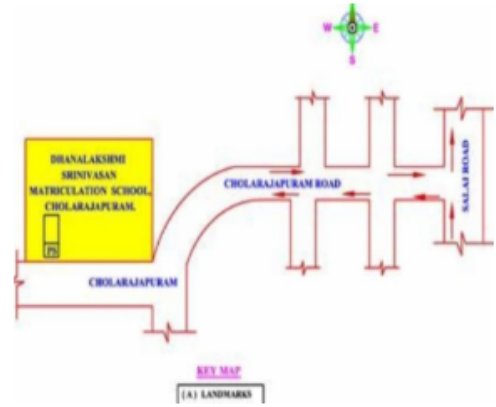 W E
S
DHANALAKSHMI
SRINIVASAN
MATRICULATION SCHOOL,
CHOLARAJAPURAM.
PS
CHOLARAJAPURAM ROAD
SALAI ROAD
CHOLARAJAPURAM
KEY MAP
(A) LANDMARKS